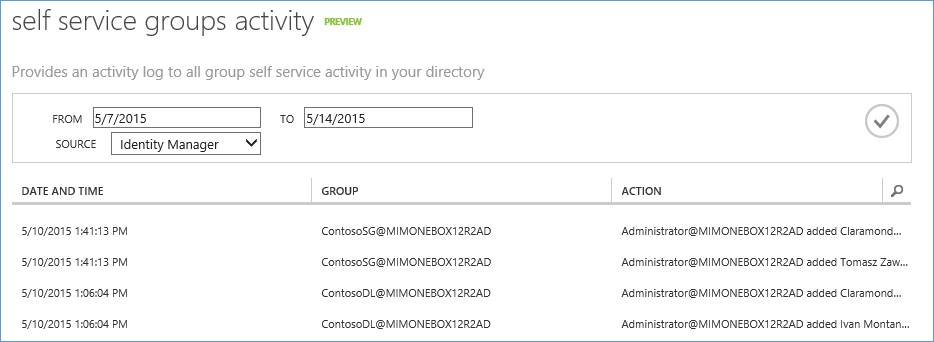 self service groups activity PREVIEW
Provides an activity log to all group self service activity in your directory
FROM 5/7/2015 TO 5/14/2015
SOURCE Identity Manager
DATE AND TIME GROUP ACTION
5/10/2015 1:41:13 PM ContosoSG@MIMONEBOX12R2AD Administrator@MIMONEBOX12R2AD added Claramond...
5/10/2015 1:41:13 PM ContosoSG@MIMONEBOX12R2AD Administrator@MIMONEBOX12R2AD added Tomasz Zaw...
5/10/2015 1:06:04 PM ContosoDL@MIMONEBOX12R2AD Administrator@MIMONEBOX12R2AD added Claramond...
5/10/2015 1:06:04 PM ContosoDL@MIMONEBOX12R2AD Administrator@MIMONEBOX12R2AD added Ivan Montan...